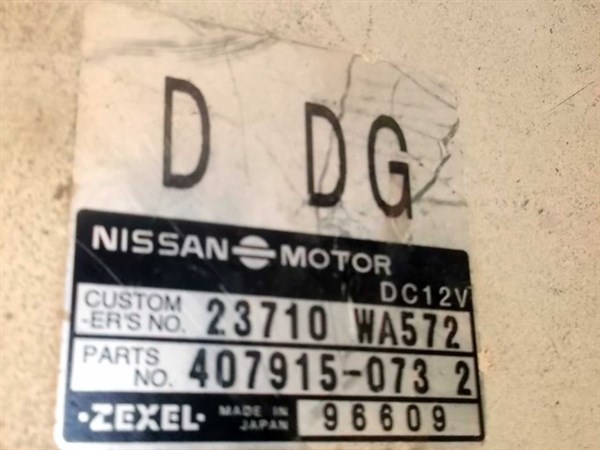 D DG
NISSAN MOTOR
DC12V
CUSTOM
-ER'S NO. 23710 WA572
PARTS
NO. 407915-073 2
·ZEXEL· MADE IN
JAPAN 96609